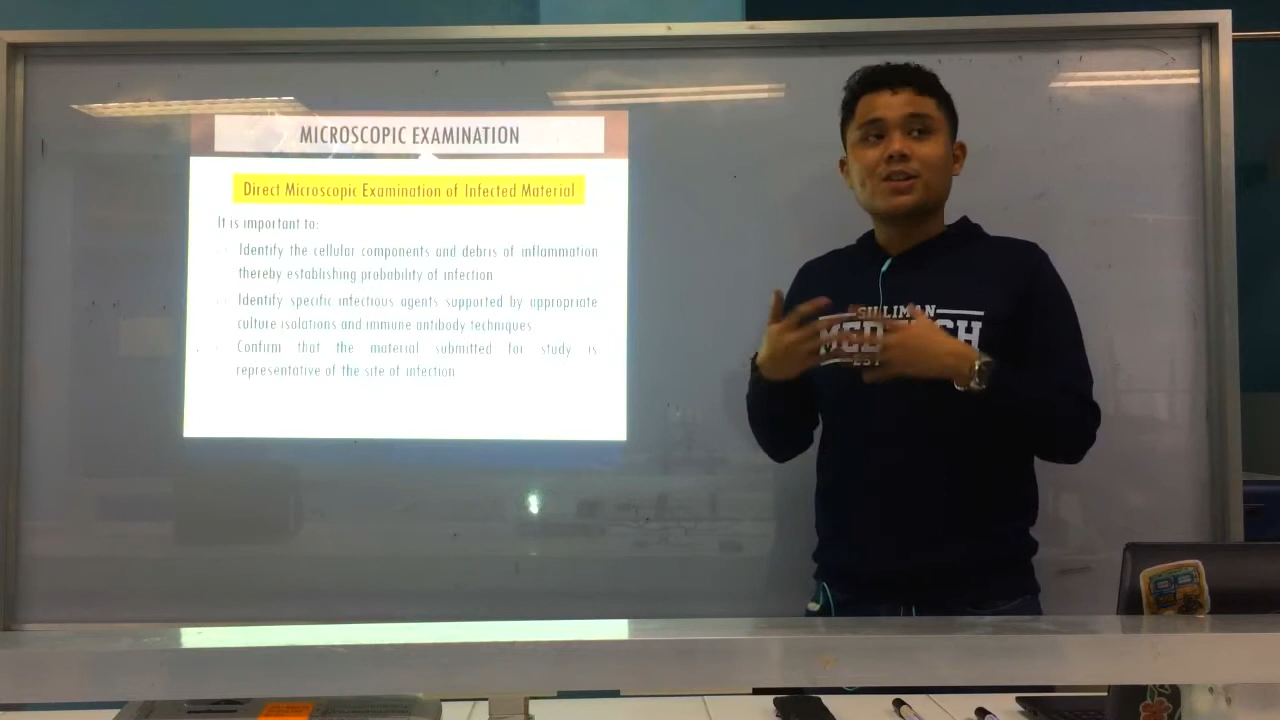 MICROSCOPIC EXAMINATION
Direct Microscopic Examination of Infected Material
It is important to:
Identify the cellular components and debris of inflammation
thereby establishing probability of infection
Identify specific infectious agents supported by appropriate
culture isolations and immune antibody techniques
Confirm that the material submitted for study is
representative of the site of infection
SILLIMAN